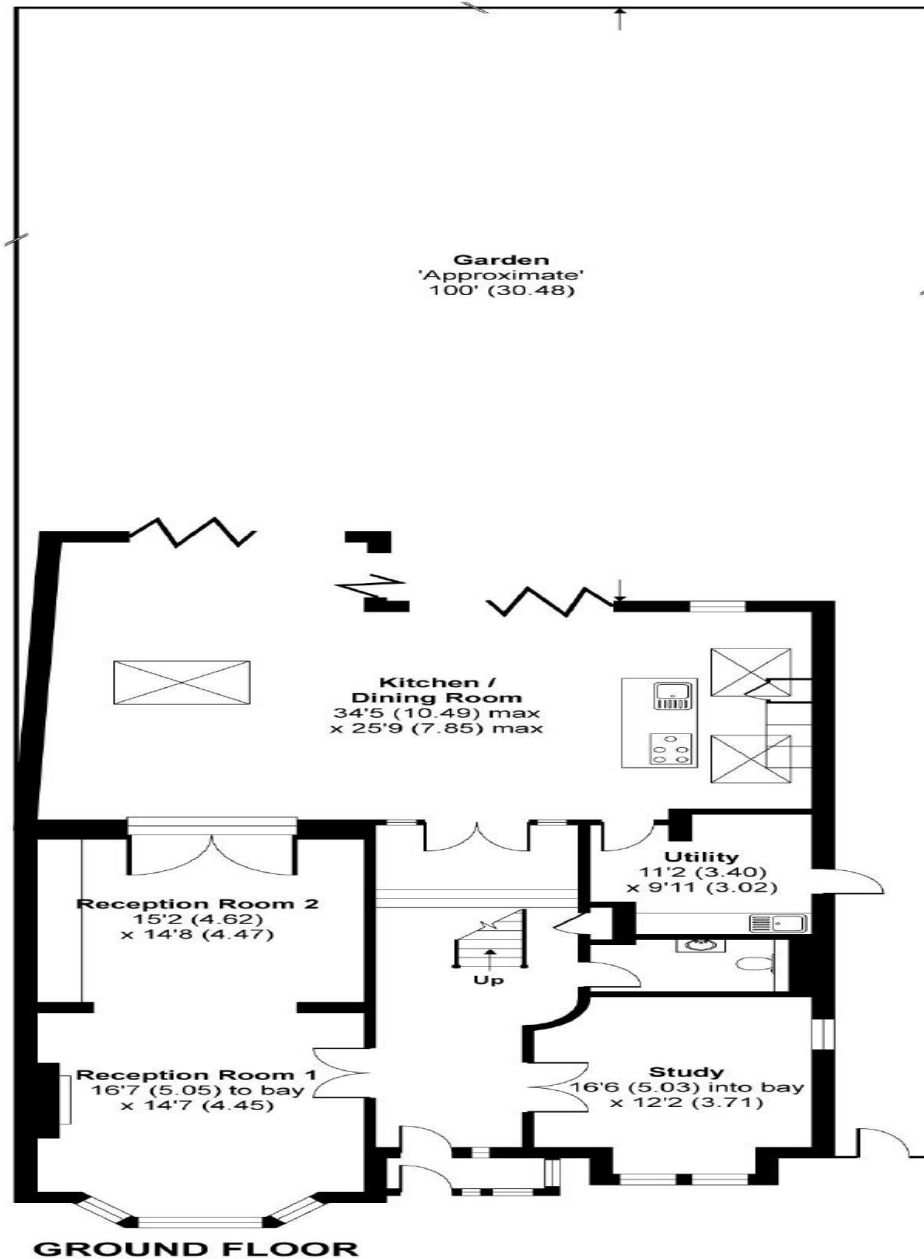 Garden
'Approximate'
100' (30.48)
Kitchen /
Dining Room
34'5 (10.49) max
x 25'9 (7.85) max
Utility
11'2 (3.40)
x 9'11 (3.02)
Reception Room 2
15'2 (4.62)
x 14'8 (4.47)
Up
Reception Room 1
16'7 (5.05) to bay
x 14'7 (4.45)
Study
16'6 (5.03) into bay
x 12'2 (3.71)
GROUND FLOOR